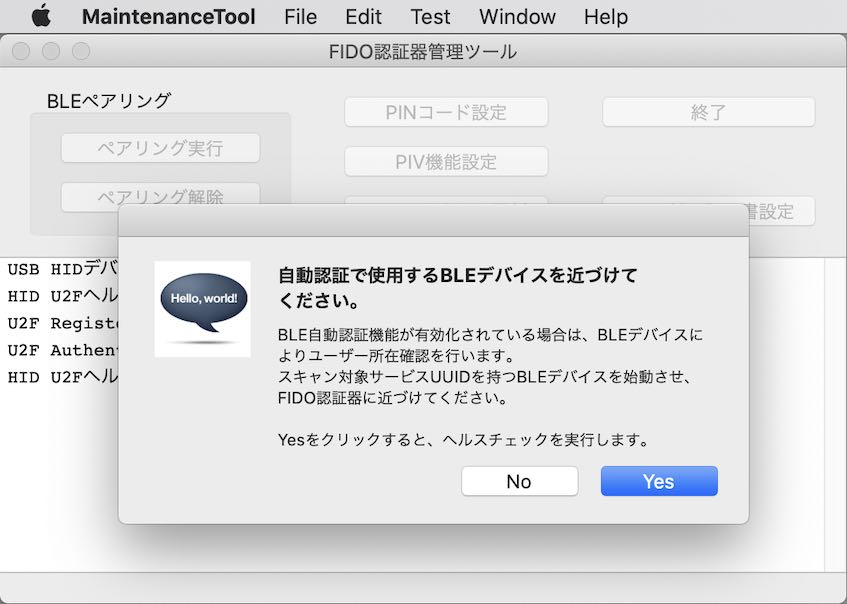 MaintenanceTool File Edit Test Window Help
FIDO認証器管理ツール
BLEペアリング
ペアリング実行
ペアリング解除
PINコード設定
PIV機能設定
終了
書設定
USB HIDデバ
HID U2Fヘル
U2F Registe
U2F Authen
HID U2Fヘル
Hello, world!
自動認証で使用するBLEデバイスを近づけて
ください。
BLE自動認証機能が有効化されている場合は、BLEデバイスに
よりユーザー所在確認を行います。
スキャン対象サービスUUIDを持つBLEデバイスを始動させ、
FIDO認証器に近づけてください。
Yesをクリックすると、ヘルスチェックを実行します。
No
Yes